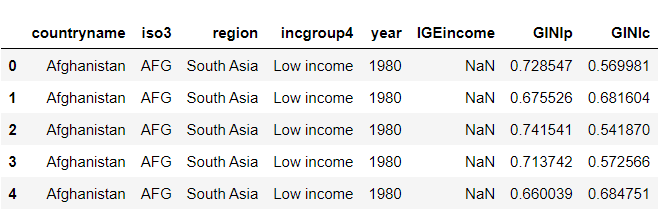 countryname iso3 region incgroup4 year IGEincome GINIp GINIc
0 Afghanistan AFG South Asia Low income 1980 NaN 0.728547 0.569981
1 Afghanistan AFG South Asia Low income 1980 NaN 0.675526 0.681604
2 Afghanistan AFG South Asia Low income 1980 NaN 0.741541 0.541870
3 Afghanistan AFG South Asia Low income 1980 NaN 0.713742 0.572566
4 Afghanistan AFG South Asia Low income 1980 NaN 0.660039 0.684751